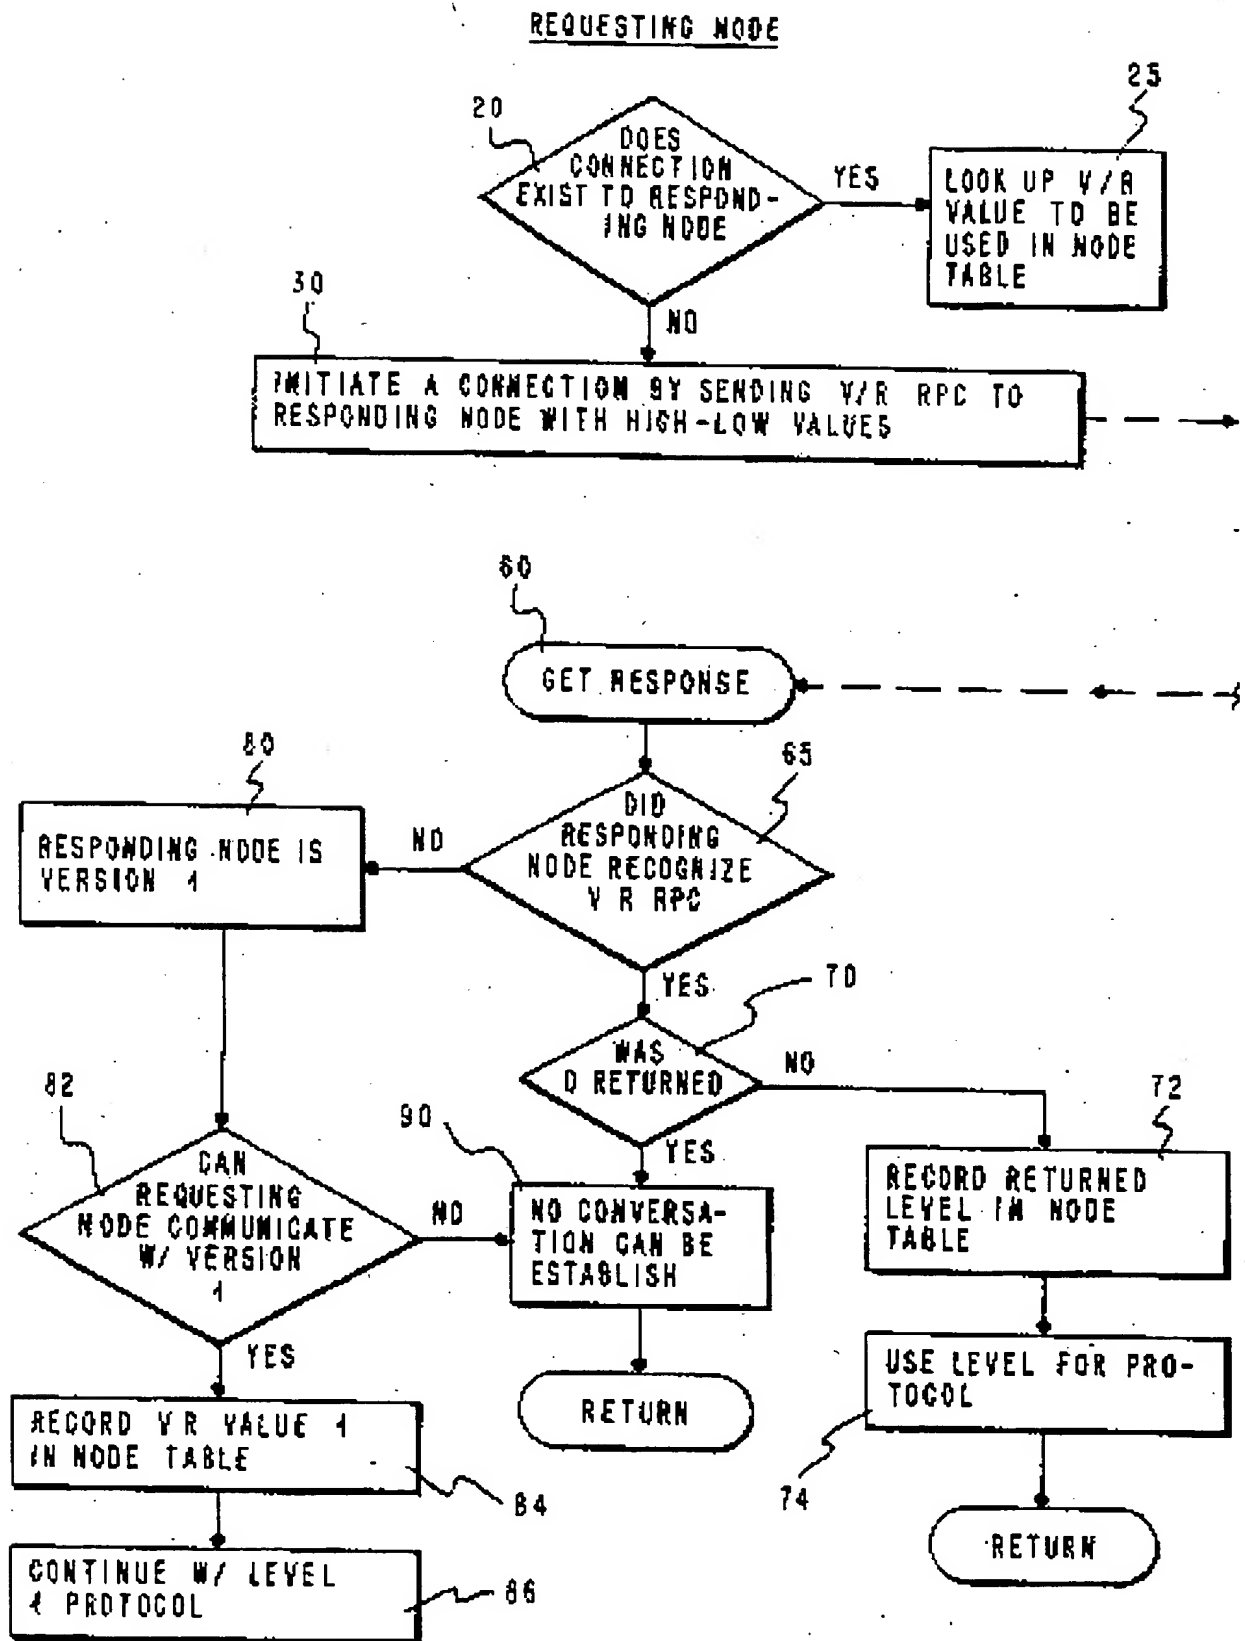 REQUESTING NODE
20
DOES
CONNECTION
EXIST TO RESPOND-
ING NODE
YES
25
LOOK UP V/R
VALUE TO BE
USED IN NODE
TABLE
NO
30
INITIATE A CONNECTION BY SENDING V/R RPC TO
RESPONDING NODE WITH HIGH-LOW VALUES
60
GET RESPONSE
65
DID
RESPONDING
NODE RECOGNIZE
V R RPC
NO
80
RESPONDING NODE IS
VERSION 1
YES
70
WAS
0 RETURNED
NO
72
RECORD RETURNED
LEVEL IN NODE
TABLE
YES
82
CAN
REQUESTING
NODE COMMUNICATE
W/ VERSION
1
NO
90
NO CONVERSA-
TION CAN BE
ESTABLISH
RETURN
USE LEVEL FOR PRO-
TOCOL
74
RETURN
YES
RECORD V R VALUE 1
IN NODE TABLE
84
CONTINUE W/ LEVEL
1 PROTOCOL
86